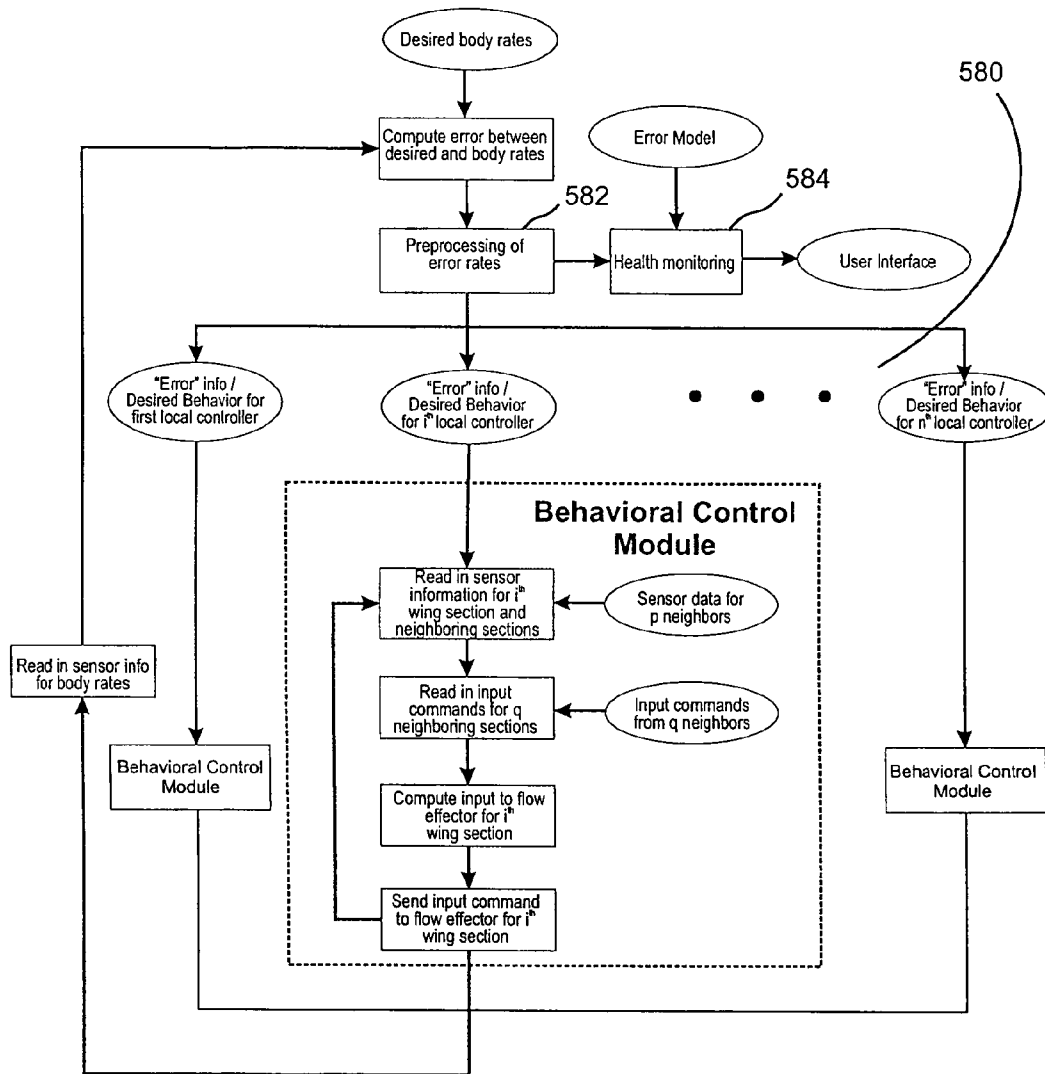 Desired body rates
580
Compute error between
desired and body rates
Error Model
582
584
Preprocessing of
error rates
Health monitoring
User Interface
"Error" info /
Desired Behavior for
first local controller
"Error" info /
Desired Behavior
for ith local controller
"Error" info /
Desired Behavior
for nth local controller
Behavioral Control
Module
Read in sensor
information for ith
wing section and
neighboring sections
Sensor data for
p neighbors
Read in sensor info
for body rates
Read in input
commands for q
neighboring sections
Input commands
from q neighbors
Behavioral Control
Module
Behavioral Control
Module
Compute input to flow
effector for ith
wing section
Send input command
to flow effector for ith
wing section